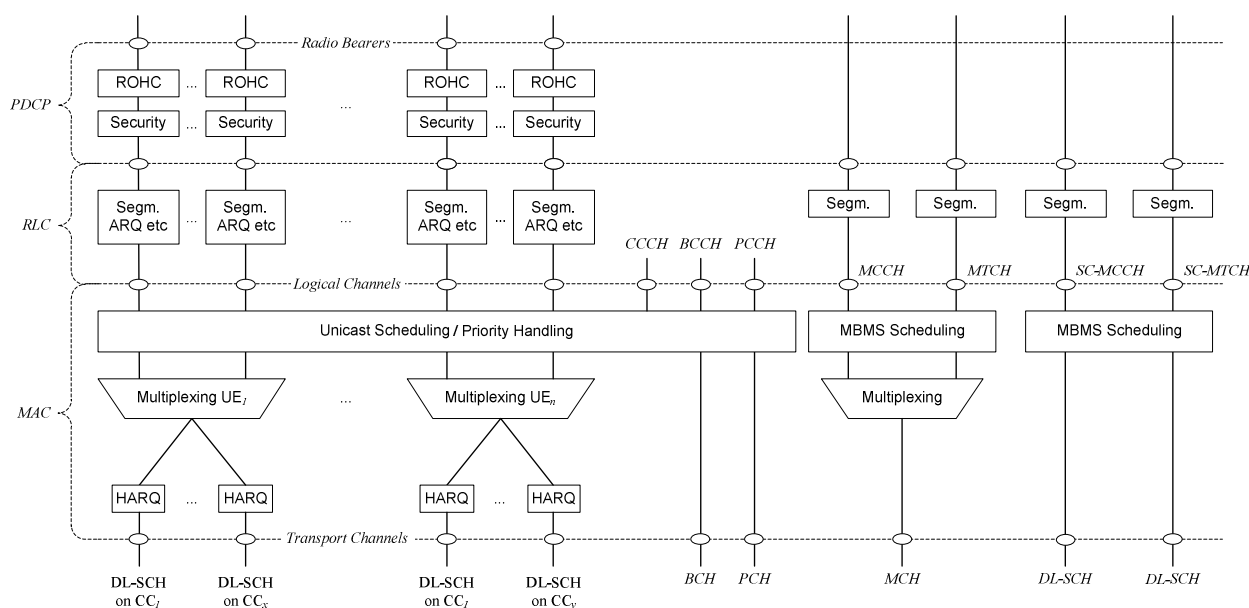 Radio Bearers
ROHC ... ROHC ROHC ... ROHC
PDCP ...
Security ... Security Security ... Security
Segm. ARQ etc ... Segm. ARQ etc ... Segm. ARQ etc ... Segm. ARQ etc Segm. Segm. Segm. Segm.
RLC
CCCH BCCH PCCH
MCCH MTCH SC-MCCH SC-MTCH
Logical Channels
Unicast Scheduling / Priority Handling MBMS Scheduling MBMS Scheduling
Multiplexing UE1 ... Multiplexing UEn Multiplexing
MAC
HARQ ... HARQ HARQ ... HARQ
Transport Channels
DL-SCH on CC1 DL-SCH on CCx DL-SCH on CC1 DL-SCH on CCy BCH PCH MCH DL-SCH DL-SCH